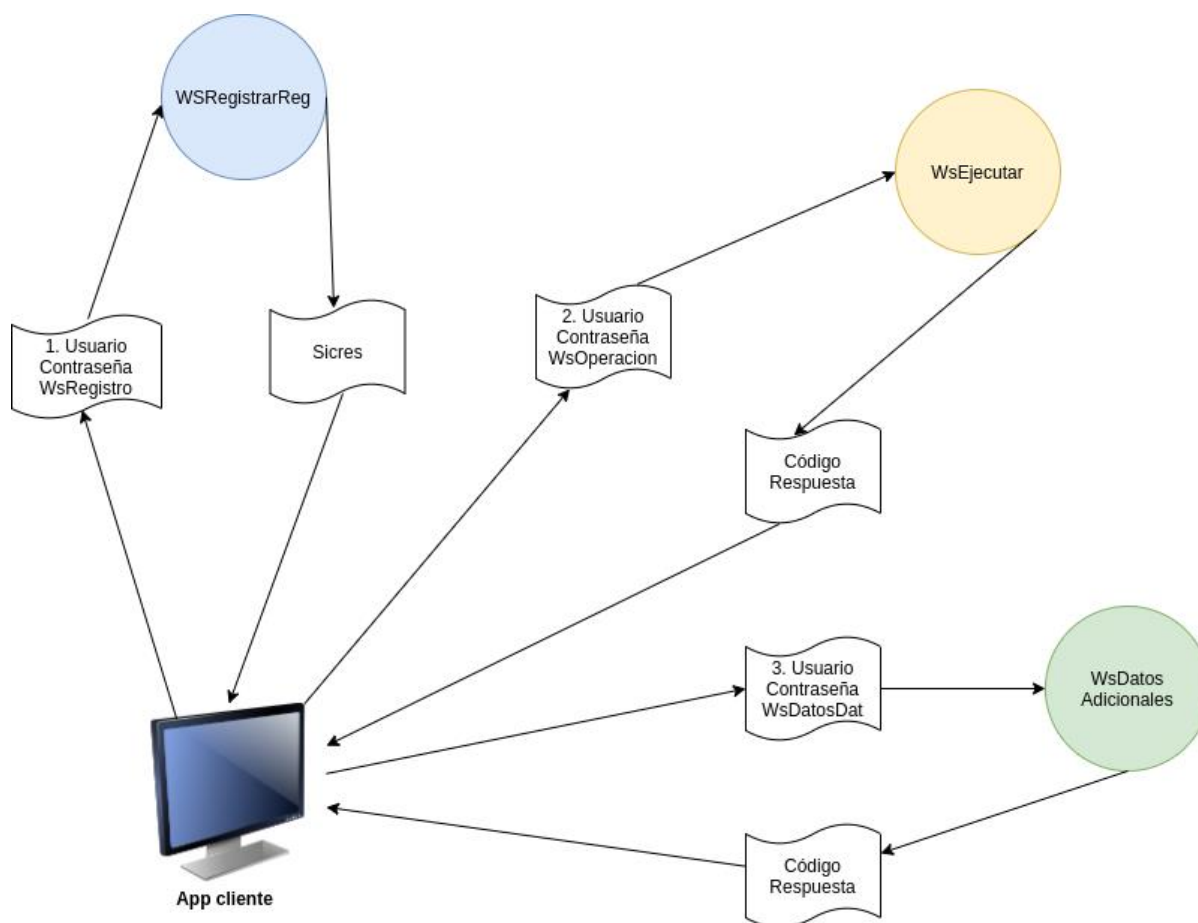 WSRegistrarReg
WsEjecutar
1. Usuario
Contraseña
WsRegistro
Sicres
2. Usuario
Contraseña
WsOperacion
Código
Respuesta
3. Usuario
Contraseña
WsDatosDat
WsDatos
Adicionales
Código
Respuesta
App cliente